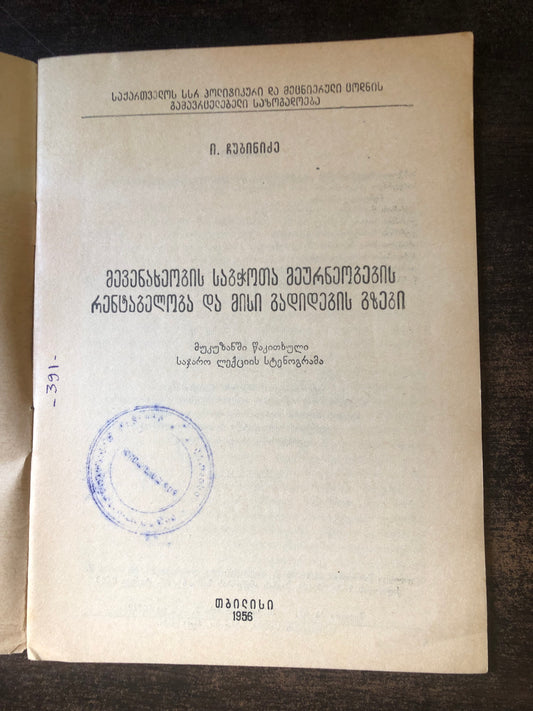 საქართველოს სსრ პოლიტიკური და მეცნიერული ცოდნის
გამავრცელებელი საზოგადოება
ი. ჩუბინიძე
მევენახეობის საბჭოთა მეურნეობების
რენტაბელობა და მისი გადიდების გზები
მუკუზანში წაკითხული
საჯარო ლექციის სტენოგრამა
-391-
თბილისი
1956